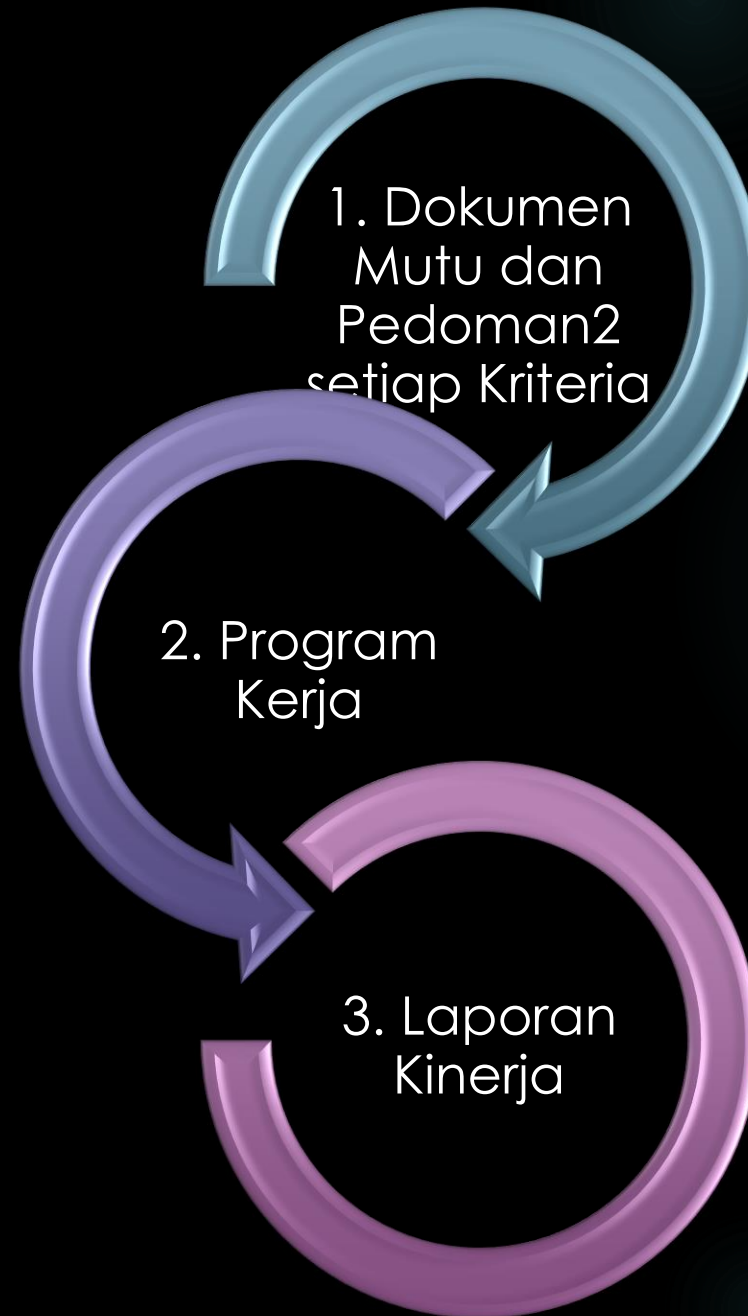 1. Dokumen
Mutu dan
Pedoman2
setiap Kriteria
2. Program
Kerja
3. Laporan
Kinerja